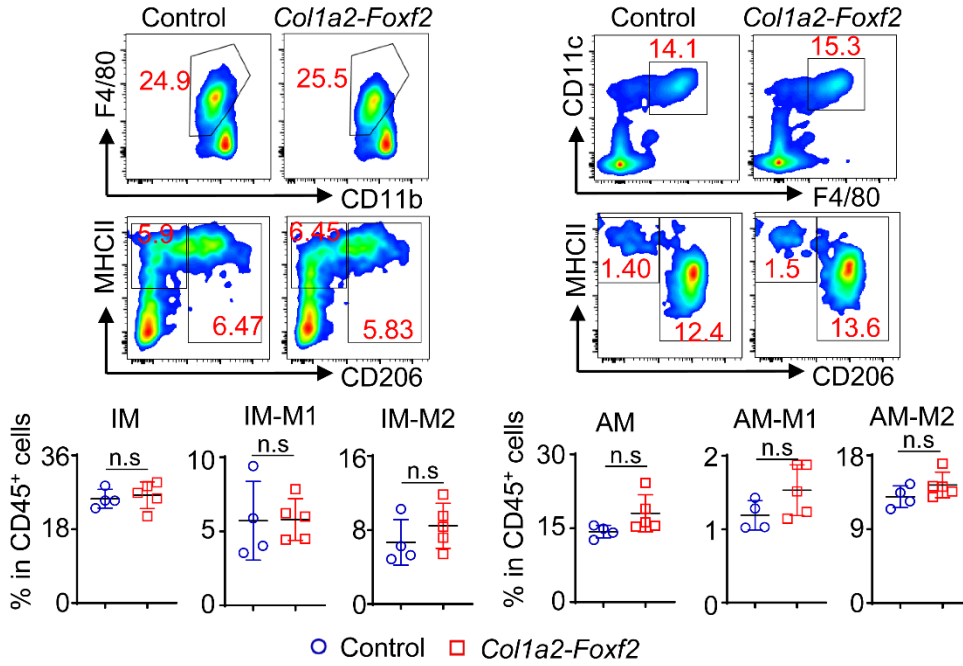 Control Col1a2-Foxf2
F4/80
24.9
25.5
CD11b
MHCII
5.9
6.45
6.47
5.83
CD206
Control Col1a2-Foxf2
CD11c
14.1
15.3
F4/80
MHCII
1.40
1.5
12.4
13.6
CD206
% in CD45⁺ cells
IM
n.s
36
18
0
IM-M1
n.s
10
5
0
IM-M2
n.s
16
8
0
% in CD45⁺ cells
AM
n.s
30
15
0
AM-M1
n.s
2
1
0
AM-M2
n.s
18
9
0
Control Col1a2-Foxf2